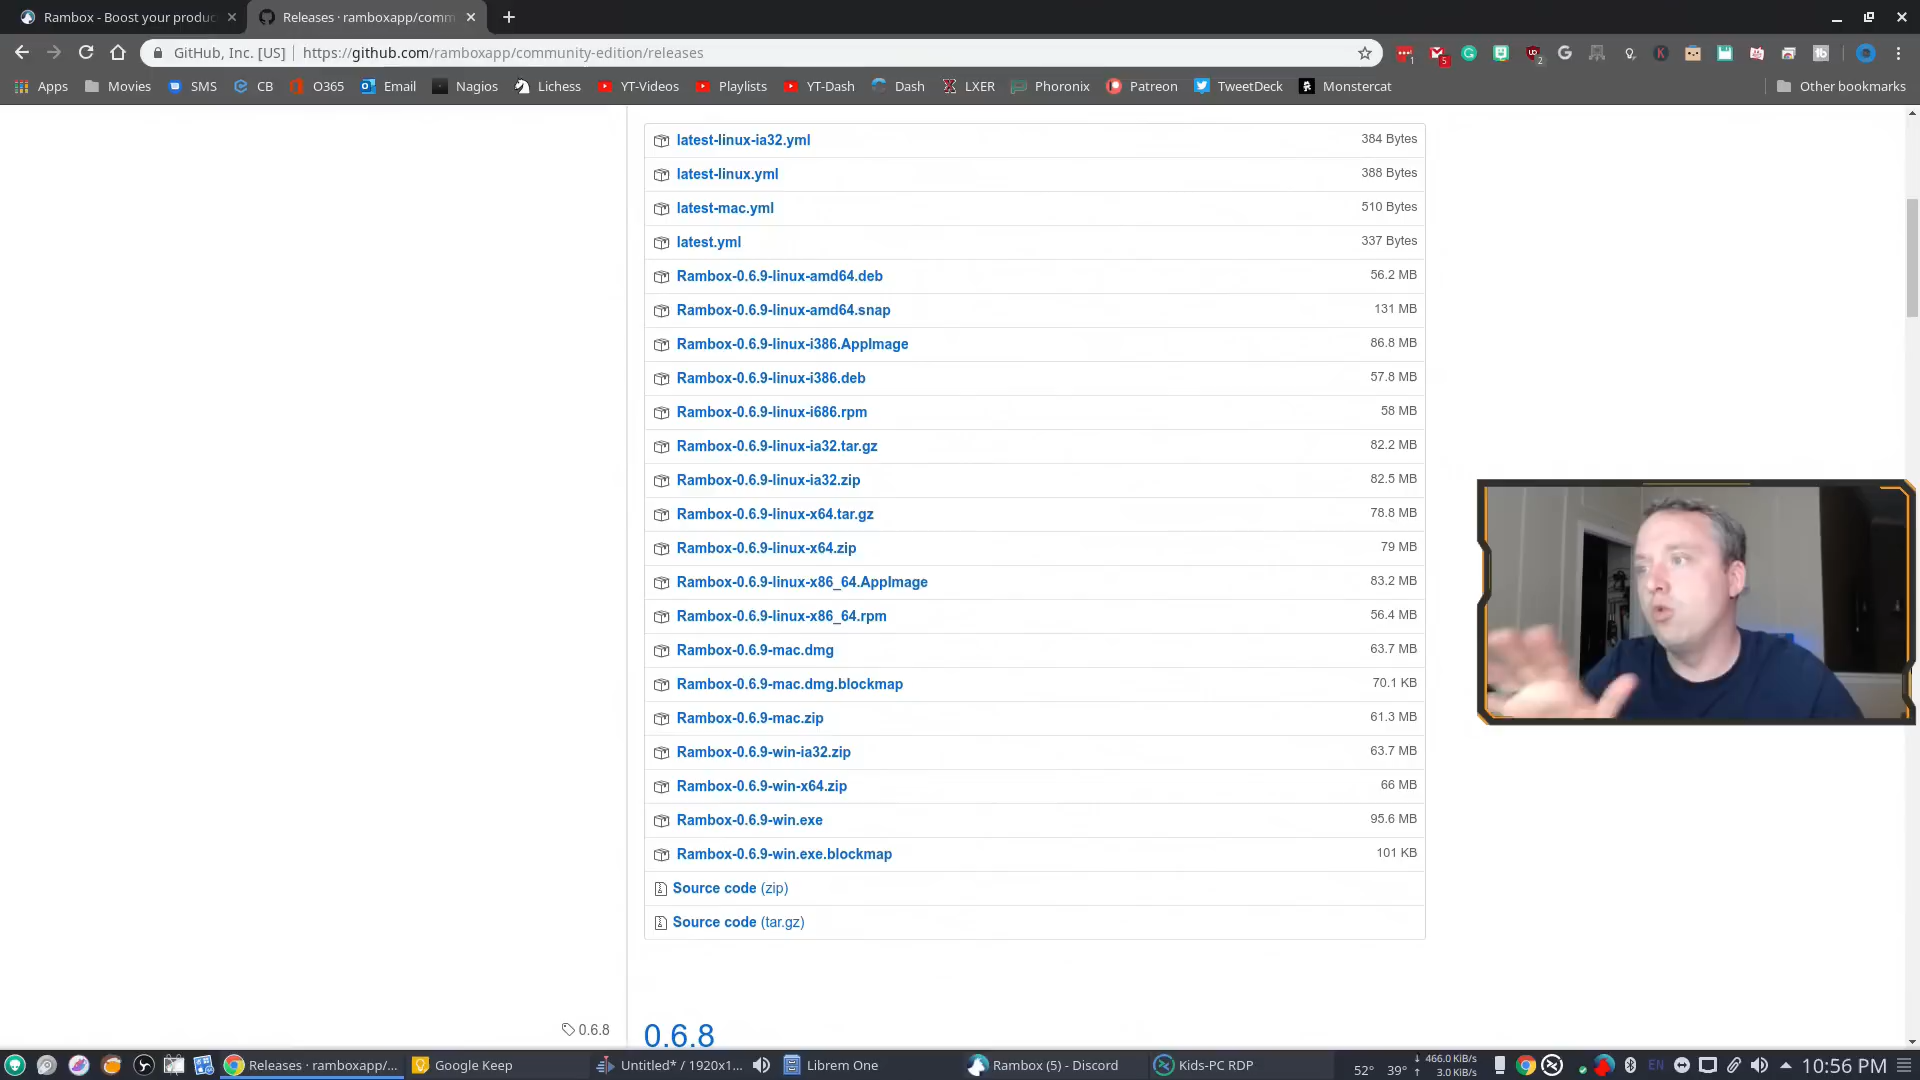 Rambox - Boost your produc
Releases · ramboxapp/comm
GitHub, Inc. [US] | https://github.com/ramboxapp/community-edition/releases
1
5
2
Apps Movies SMS CB O365 Email Nagios Lichess YT-Videos Playlists YT-Dash Dash LXER Phoronix Patreon TweetDeck Monstercat Other bookmarks
latest-linux-ia32.yml 384 Bytes
latest-linux.yml 388 Bytes
latest-mac.yml 510 Bytes
latest.yml 337 Bytes
Rambox-0.6.9-linux-amd64.deb 56.2 MB
Rambox-0.6.9-linux-amd64.snap 131 MB
Rambox-0.6.9-linux-i386.AppImage 86.8 MB
Rambox-0.6.9-linux-i386.deb 57.8 MB
Rambox-0.6.9-linux-i686.rpm 58 MB
Rambox-0.6.9-linux-ia32.tar.gz 82.2 MB
Rambox-0.6.9-linux-ia32.zip 82.5 MB
Rambox-0.6.9-linux-x64.tar.gz 78.8 MB
Rambox-0.6.9-linux-x64.zip 79 MB
Rambox-0.6.9-linux-x86_64.AppImage 83.2 MB
Rambox-0.6.9-linux-x86_64.rpm 56.4 MB
Rambox-0.6.9-mac.dmg 63.7 MB
Rambox-0.6.9-mac.dmg.blockmap 70.1 KB
Rambox-0.6.9-mac.zip 61.3 MB
Rambox-0.6.9-win-ia32.zip 63.7 MB
Rambox-0.6.9-win-x64.zip 66 MB
Rambox-0.6.9-win.exe 95.6 MB
Rambox-0.6.9-win.exe.blockmap 101 KB
Source code (zip)
Source code (tar.gz)
0.6.8 0.6.8
Releases · ramboxapp/... Google Keep Untitled* / 1920x1... Librem One Rambox (5) - Discord Kids-PC RDP 52° 39° 466.0 KiB/s 3.0 KiB/s EN 10:56 PM